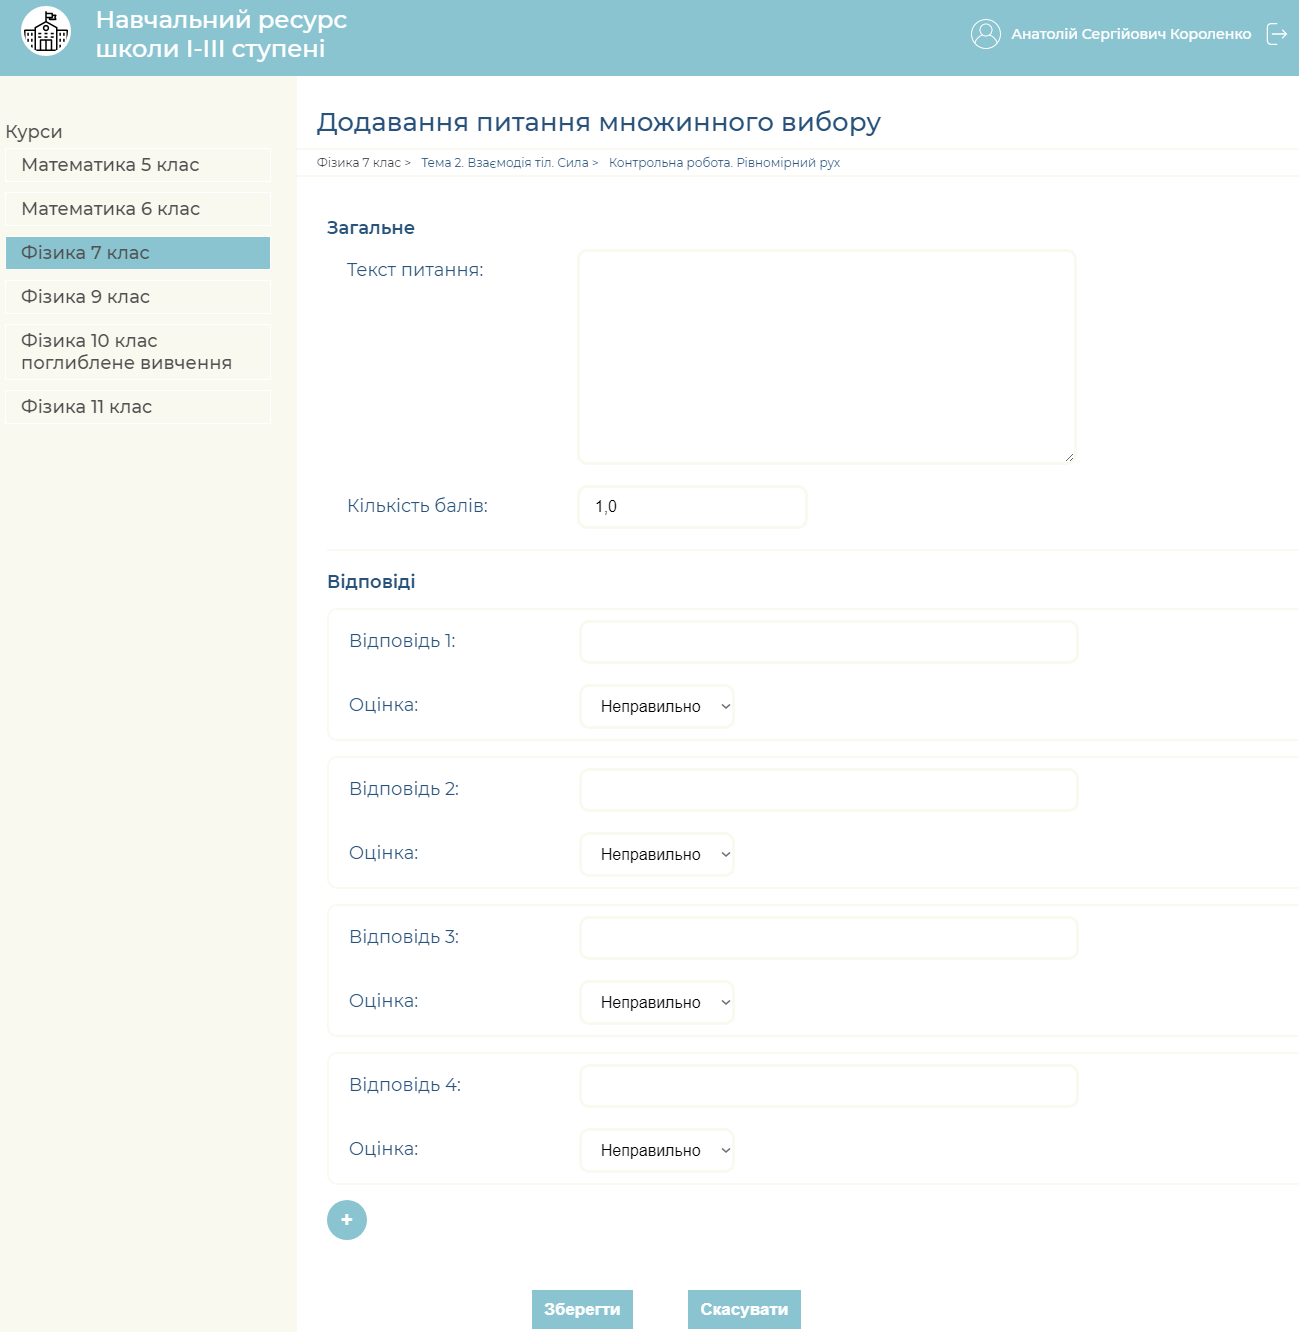 Навчальний ресурс
школи І-ІІІ ступені
Анатолій Сергійович Короленко
Курси
Математика 5 клас
Математика 6 клас
Фізика 7 клас
Фізика 9 клас
Фізика 10 клас
поглиблене вивчення
Фізика 11 клас
Додавання питання множинного вибору
Фізика 7 клас > Тема 2. Взаємодія тіл. Сила > Контрольна робота. Рівномірний рух
Загальне
Текст питання:
Кількість балів:
1,0
Відповіді
Відповідь 1:
Оцінка:
Неправильно
Відповідь 2:
Оцінка:
Неправильно
Відповідь 3:
Оцінка:
Неправильно
Відповідь 4:
Оцінка:
Неправильно
+
Зберегти
Скасувати